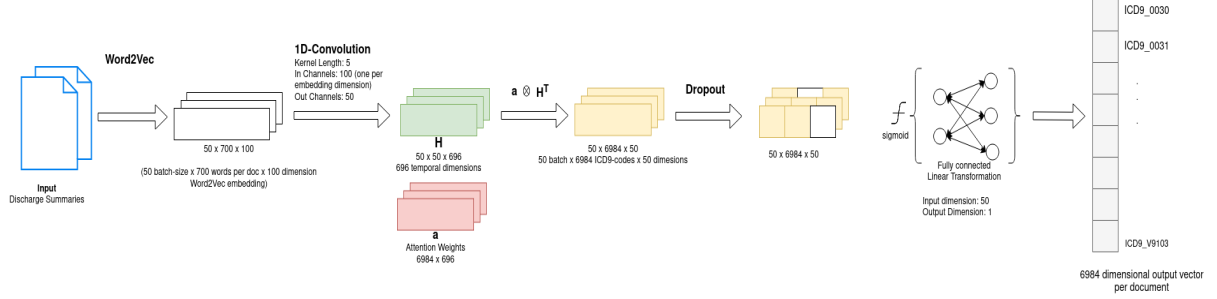 Input
Discharge Summaries
Word2Vec
50 x 700 x 100
(50 batch-size x 700 words per doc x 100 dimension
Word2Vec embedding)
1D-Convolution
Kernel Length: 5
In Channels: 100 (one per
embedding dimension)
Out Channels: 50
H
50 x 50 x 696
696 temporal dimensions
a
Attention Weights
6984 x 696
a ⊗ H^T
50 x 6984 x 50
50 batch x 6984 ICD9-codes x 50 dimesions
Dropout
50 x 6984 x 50
sigmoid
Fully connected
Linear Transformation
Input dimension: 50
Output Dimension: 1
ICD9_0030
ICD9_0031
.
.
.
ICD9_V9103
6984 dimensional output vector
per document